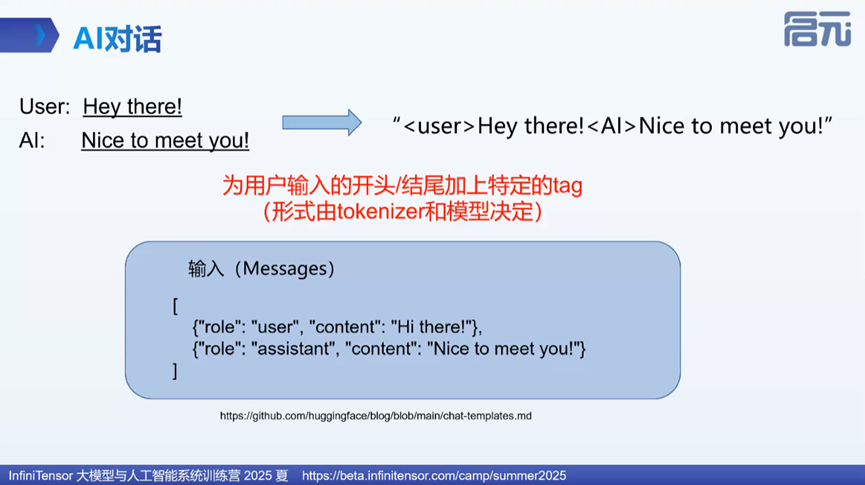 AI对话
启元
User: Hey there!
AI: Nice to meet you!
“<user>Hey there!<AI>Nice to meet you!”
为用户输入的开头/结尾加上特定的tag
（形式由tokenizer和模型决定）
输入（Messages）
[
{"role": "user", "content": "Hi there!"},
{"role": "assistant", "content": "Nice to meet you!"}
]
https://github.com/huggingface/blog/blob/main/chat-templates.md
InfiniTensor 大模型与人工智能系统训练营 2025 夏 https://beta.infinitensor.com/camp/summer2025